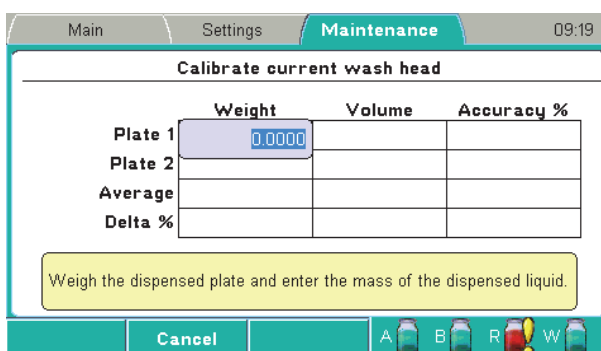 Main Settings Maintenance 09:19
Calibrate current wash head
Weight Volume Accuracy %
Plate 1 0.0000
Plate 2
Average
Delta %
Weigh the dispensed plate and enter the mass of the dispensed liquid.
Cancel A B R W